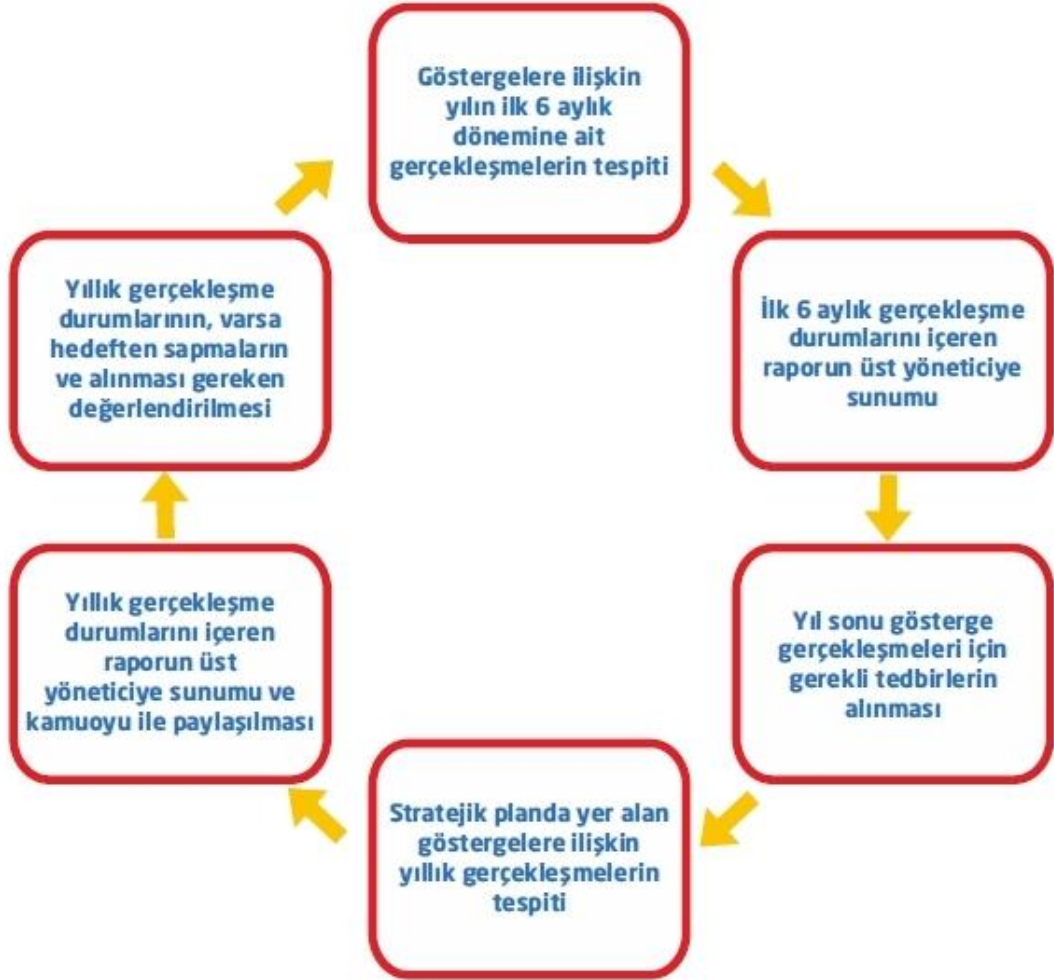 Göstergelere ilişkin
yılın ilk 6 aylık
dönemine ait
gerçekleşmelerin tespiti
İlk 6 aylık gerçekleşme
durumlarını içeren
raporun üst yöneticiye
sunumu
Yıl sonu gösterge
gerçekleşmeleri için
gerekli tedbirlerin
alınması
Stratejik planda yer alan
göstergelere ilişkin
yıllık gerçekleşmelerin
tespiti
Yıllık gerçekleşme
durumlarını içeren
raporun üst
yöneticiye sunumu ve
kamuoyu ile paylaşılması
Yıllık gerçekleşme
durumlarının, varsa
hedeften sapmaların
ve alınması gereken
değerlendirilmesi